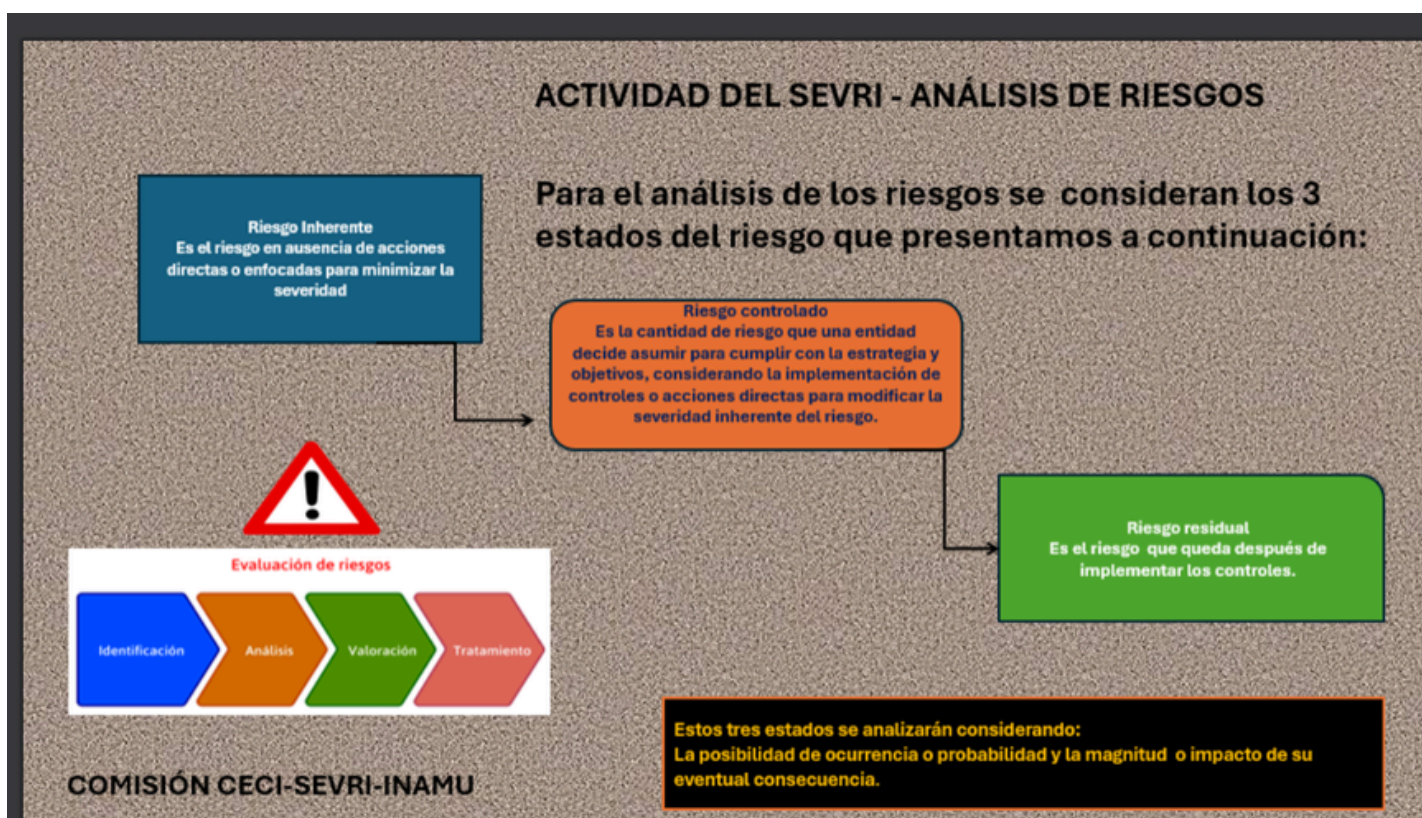 ACTIVIDAD DEL SEVRI - ANÁLISIS DE RIESGOS
Para el análisis de los riesgos se consideran los 3
estados del riesgo que presentamos a continuación:
Riesgo Inherente
Es el riesgo en ausencia de acciones
directas o enfocadas para minimizar la
severidad
Riesgo controlado
Es la cantidad de riesgo que una entidad
decide asumir para cumplir con la estrategia y
objetivos, considerando la implementación de
controles o acciones directas para modificar la
severidad inherente del riesgo.
Riesgo residual
Es el riesgo que queda después de
implementar los controles.
Evaluación de riesgos
Identificación
Análisis
Valoración
Tratamiento
Estos tres estados se analizarán considerando:
La posibilidad de ocurrencia o probabilidad y la magnitud o impacto de su
eventual consecuencia.
COMISIÓN CECI-SEVRI-INAMU